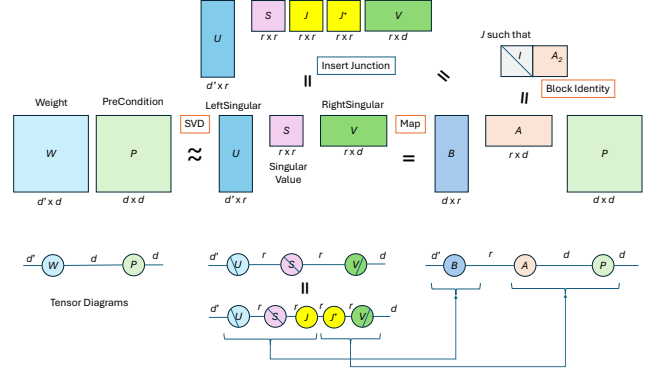 U
d' x r
S
r x r
J
r x r
J⁺
r x r
V
r x d
Insert Junction
J such that
I
A₂
Block Identity
=
//
=
Weight
PreCondition
W
d' x d
P
d x d
SVD
≈
LeftSingular
U
d' x r
S
r x r
Singular
Value
RightSingular
V
r x d
Map
=
B
d x r
A
r x d
P
d x d
d' W d P d
Tensor Diagrams
d' U r S r V d
=
d' U r S r J r J⁺ r V d
d' B r A d P d